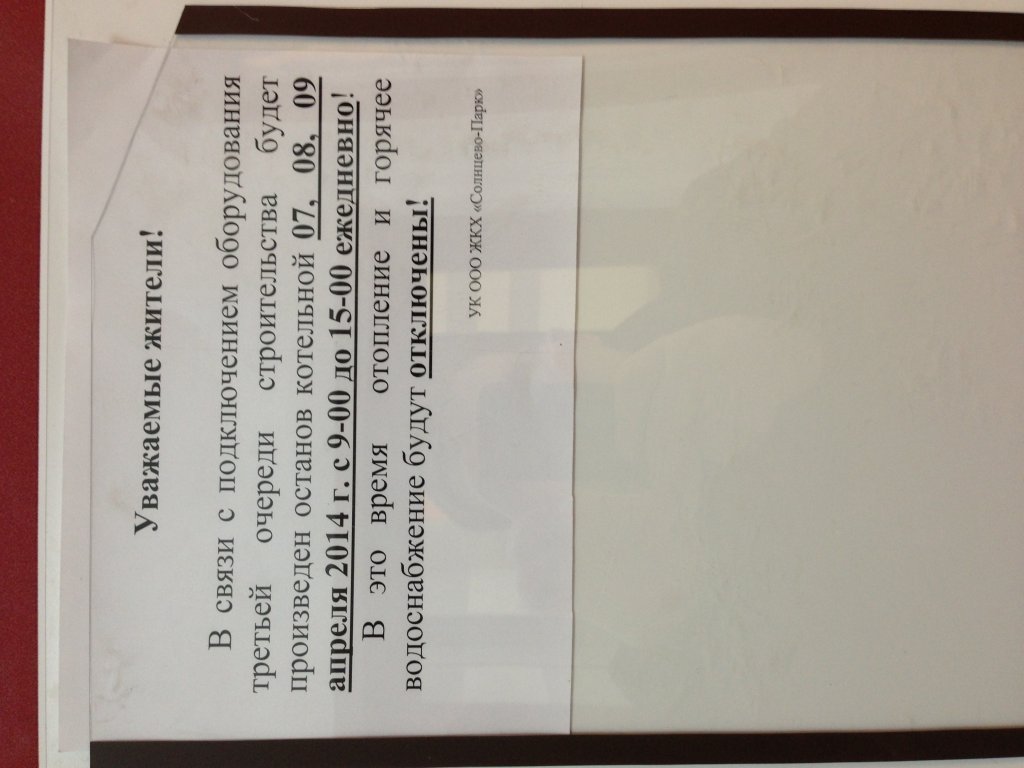 Уважаемые жители!
В связи с подключением оборудования
третьей очереди строительства будет
произведен останов котельной 07, 08, 09
апреля 2014 г. с 9-00 до 15-00 ежедневно!
В это время отопление и горячее
водоснабжение будут отключены!
УК ООО ЖКХ «Солнцево-Парк»